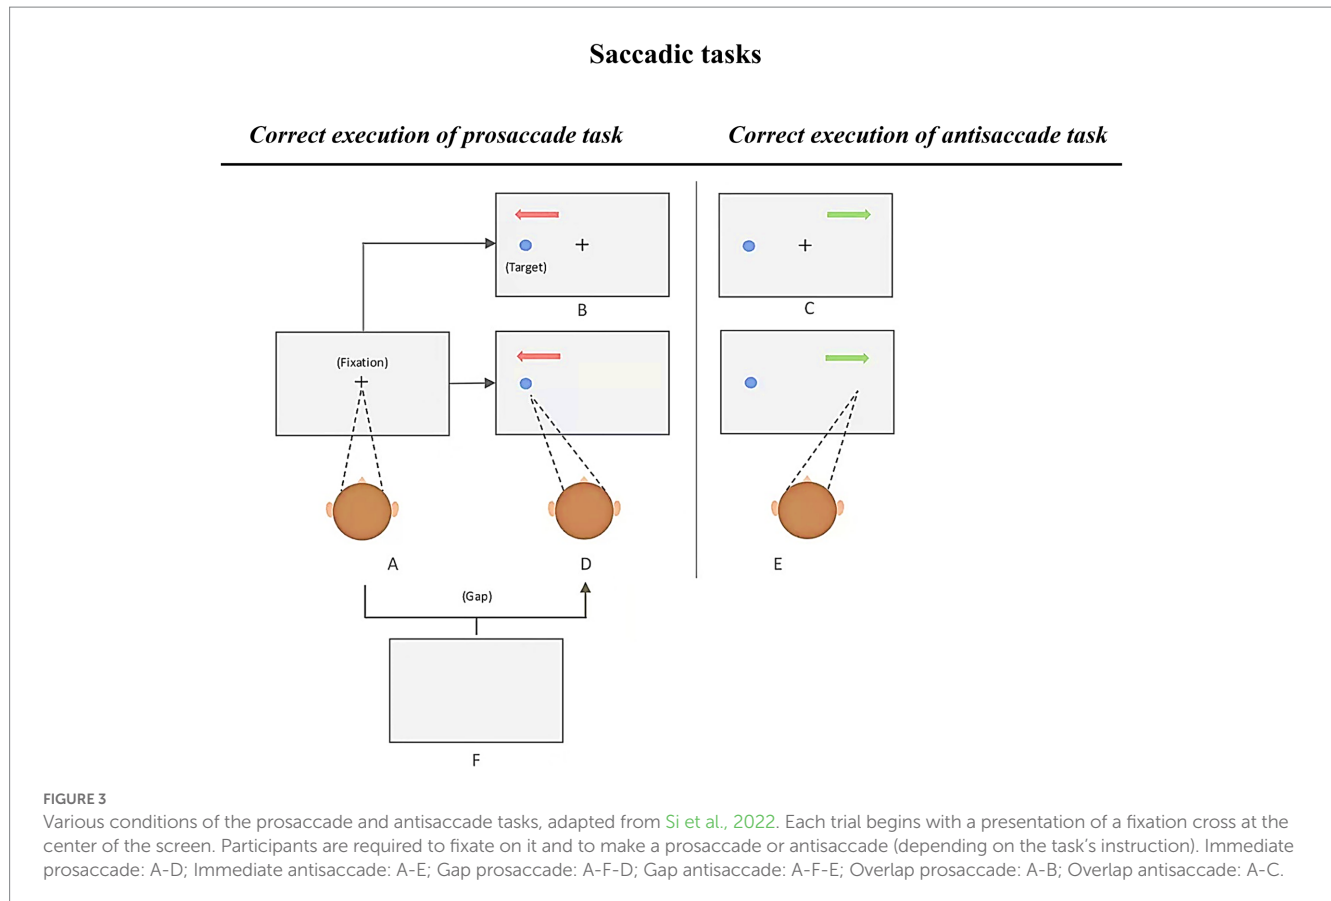 Saccadic tasks
Correct execution of prosaccade task
Correct execution of antisaccade task
(Target)
B
C
(Fixation)
A
D
E
(Gap)
F
FIGURE 3
Various conditions of the prosaccade and antisaccade tasks, adapted from Si et al., 2022. Each trial begins with a presentation of a fixation cross at the
center of the screen. Participants are required to fixate on it and to make a prosaccade or antisaccade (depending on the task's instruction). Immediate
prosaccade: A-D; Immediate antisaccade: A-E; Gap prosaccade: A-F-D; Gap antisaccade: A-F-E; Overlap prosaccade: A-B; Overlap antisaccade: A-C.